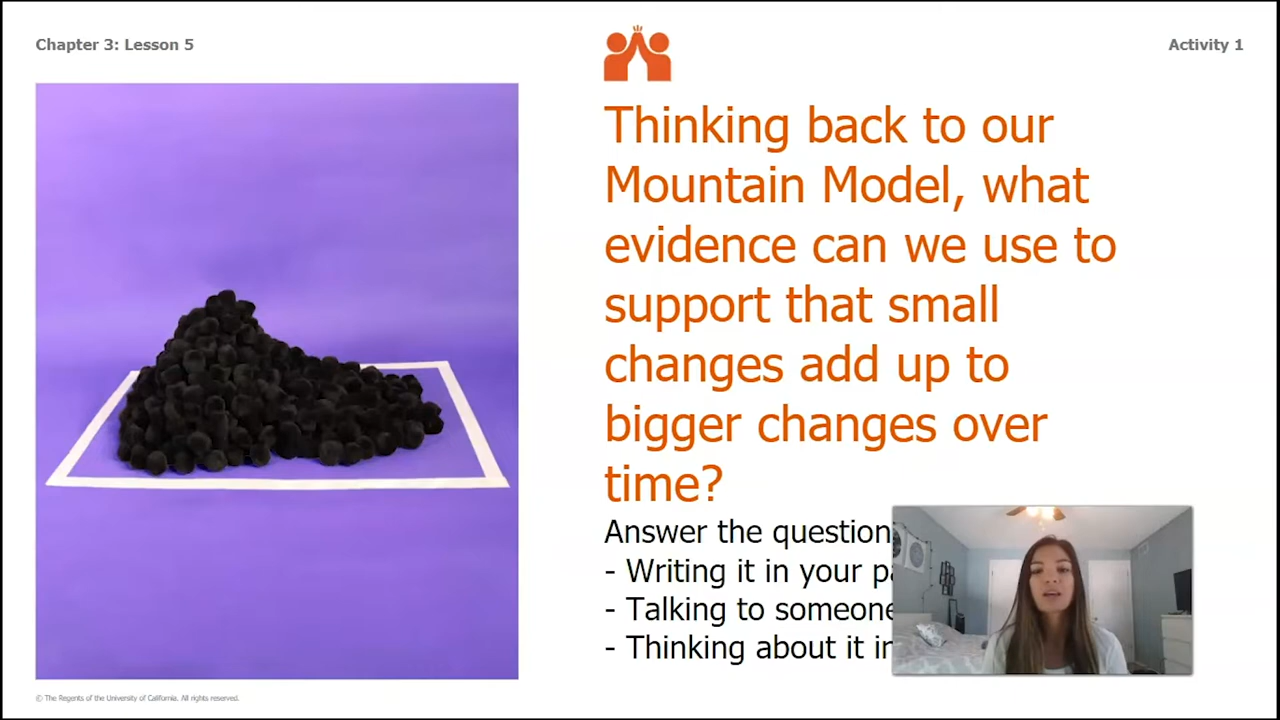 Chapter 3: Lesson 5
Activity 1
Thinking back to our
Mountain Model, what
evidence can we use to
support that small
changes add up to
bigger changes over
time?
Answer the question
- Writing it in your
- Talking to someone
- Thinking about it in
© The Regents of the University of California. All rights reserved.